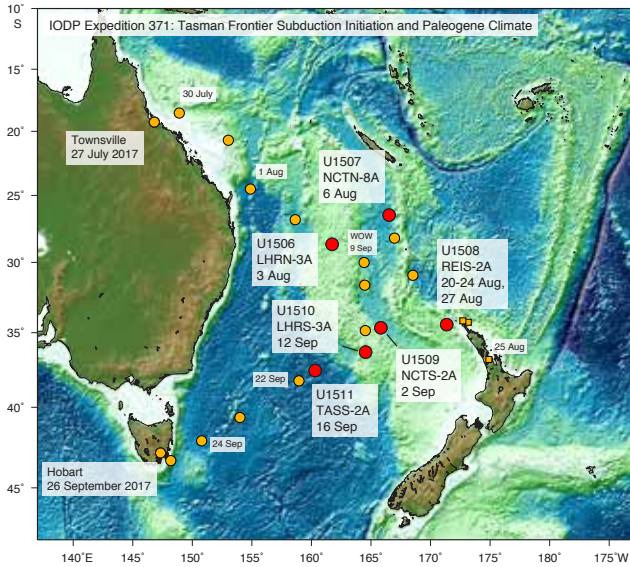 IODP Expedition 371: Tasman Frontier Subduction Initiation and Paleogene Climate
10˚
S
15˚
20˚
25˚
30˚
35˚
40˚
45˚
30 July
Townsville
27 July 2017
1 Aug
U1507
NCTN-8A
6 Aug
U1506
LHRN-3A
3 Aug
WOW
9 Sep
U1508
REIS-2A
20-24 Aug,
27 Aug
U1510
LHRS-3A
12 Sep
U1509
NCTS-2A
2 Sep
25 Aug
22 Sep
U1511
TASS-2A
16 Sep
24 Sep
Hobart
26 September 2017
140˚E
145˚
150˚
155˚
160˚
165˚
170˚
175˚
180˚
175˚W